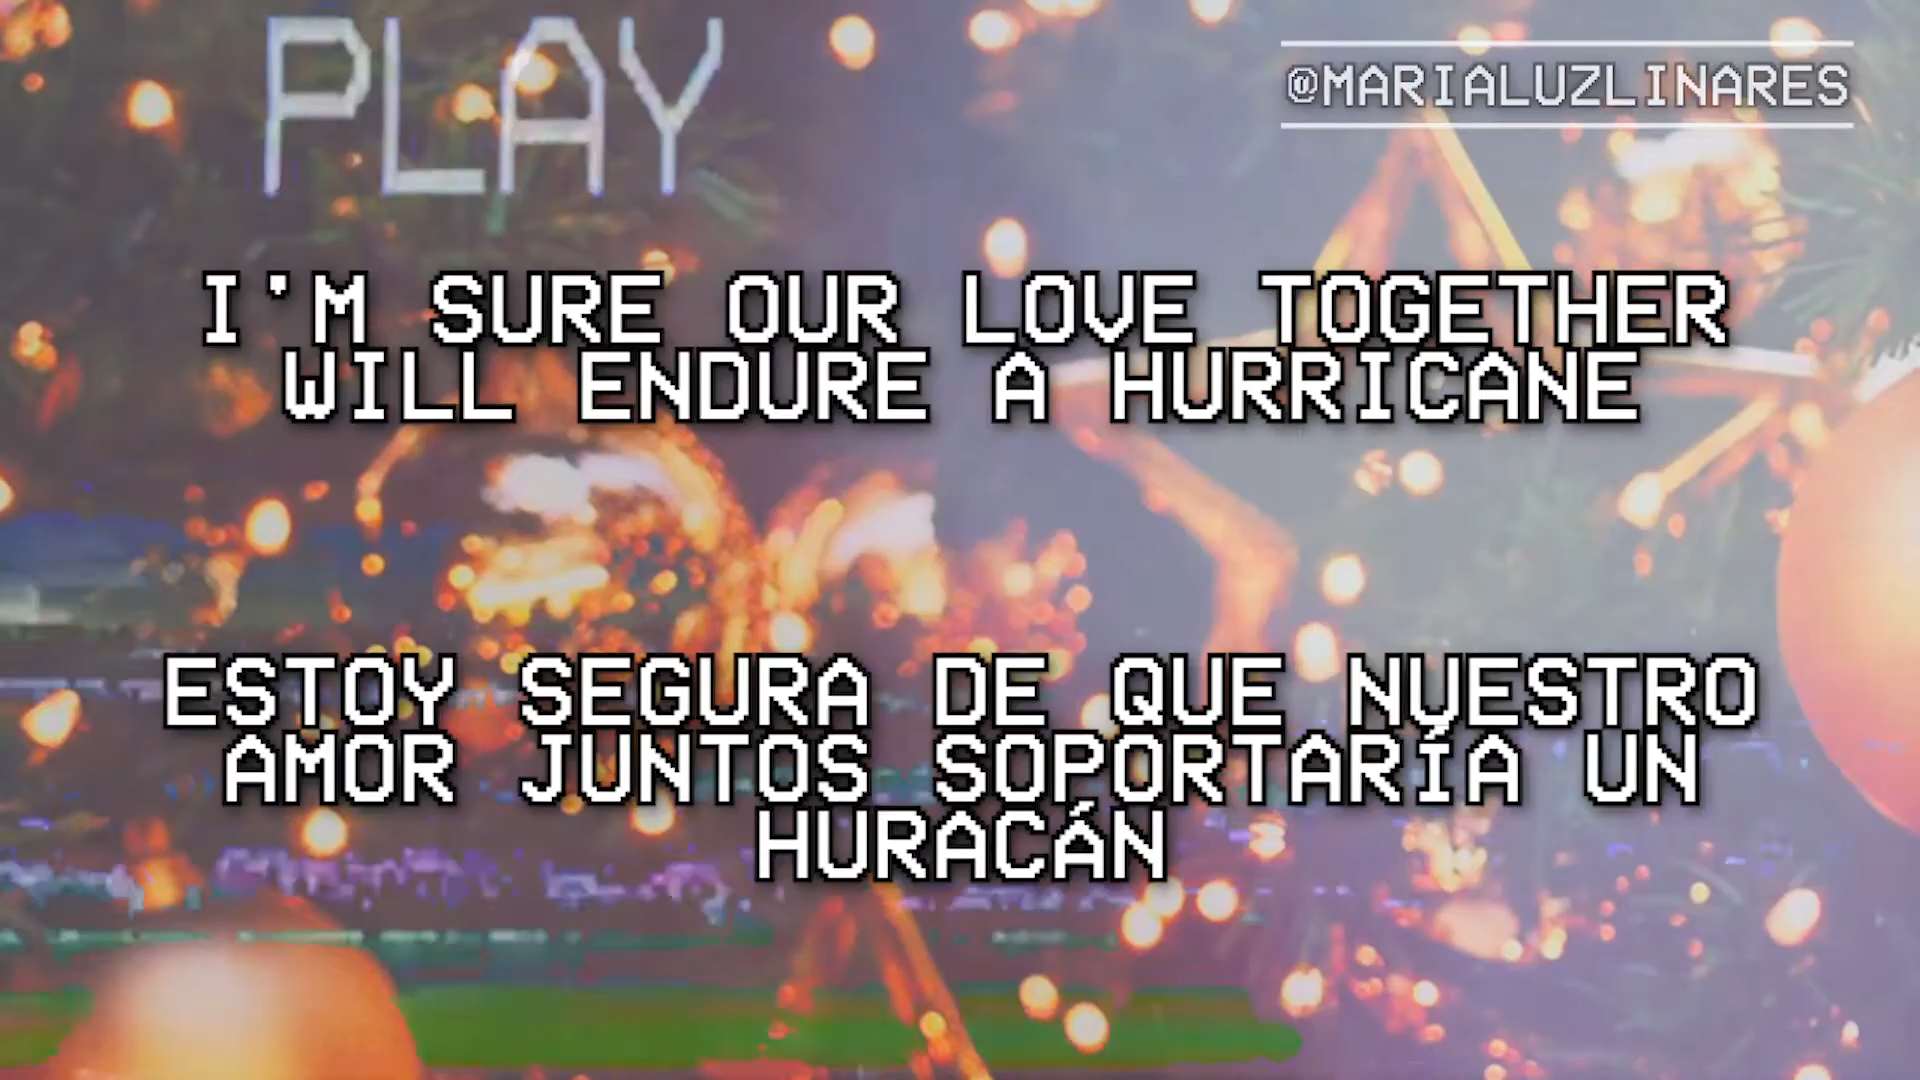 PLAY
@MARIALUZLINARES
I'M SURE OUR LOVE TOGETHER
WILL ENDURE A HURRICANE
ESTOY SEGURA DE QUE NUESTRO
AMOR JUNTOS SOPORTARÍA UN
HURACÁN